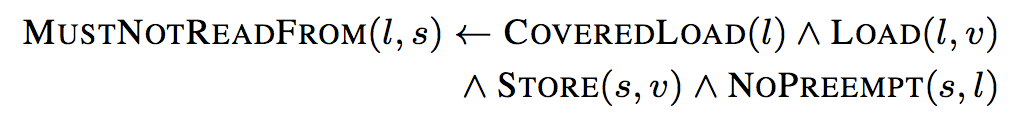 MUSTNOTREADFROM(l, s) ← COVEREDLOAD(l) ∧ LOAD(l, v)
∧ STORE(s, v) ∧ NOPREEMPT(s, l)